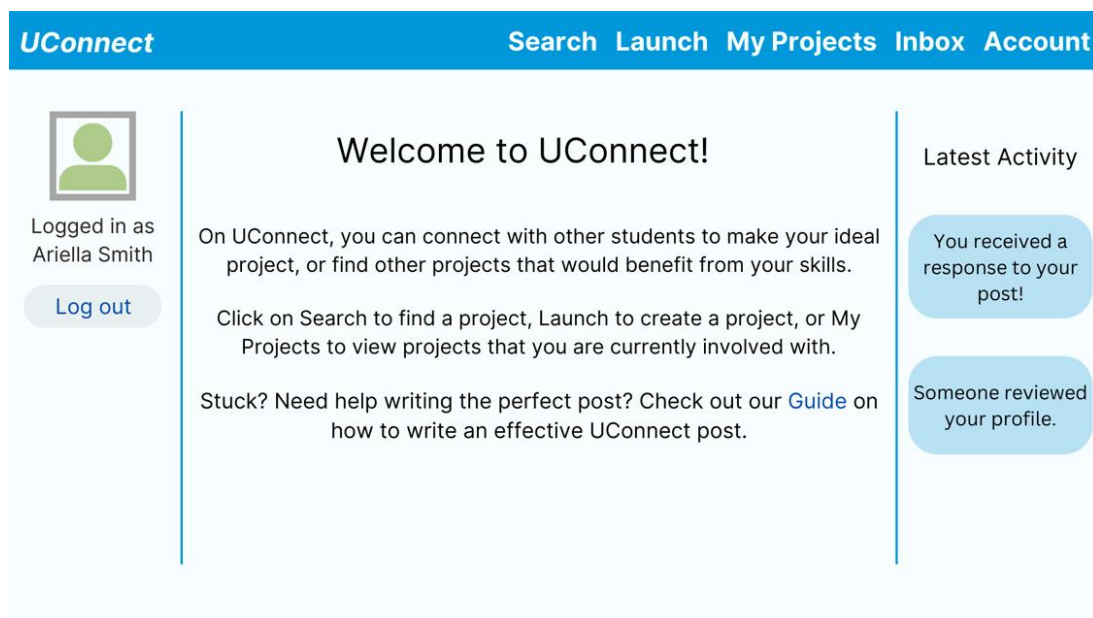 UConnect
Search Launch My Projects Inbox Account
Logged in as
Ariella Smith
Log out
Welcome to UConnect!
On UConnect, you can connect with other students to make your ideal
project, or find other projects that would benefit from your skills.
Click on Search to find a project, Launch to create a project, or My
Projects to view projects that you are currently involved with.
Stuck? Need help writing the perfect post? Check out our Guide on
how to write an effective UConnect post.
Latest Activity
You received a
response to your
post!
Someone reviewed
your profile.